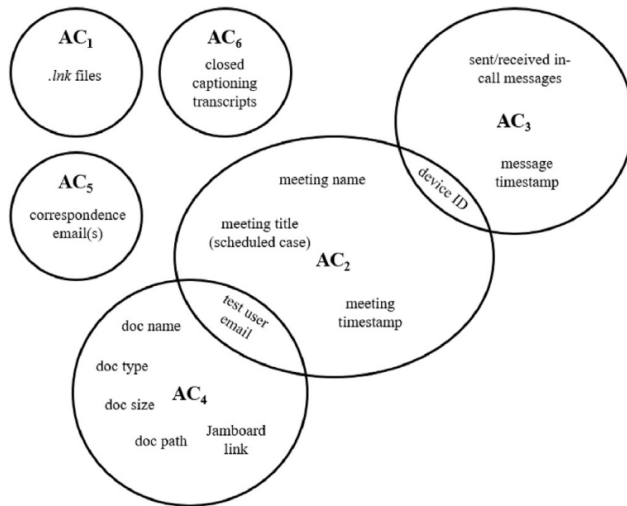 AC1
.lnk files
AC6
closed
captioning
transcripts
sent/received in-
call messages
AC3
message
timestamp
device ID
AC5
correspondence
email(s)
meeting name
meeting title
(scheduled case)
AC2
meeting
timestamp
test user
email
doc name
doc type
doc size
AC4
doc path
Jamboard
link